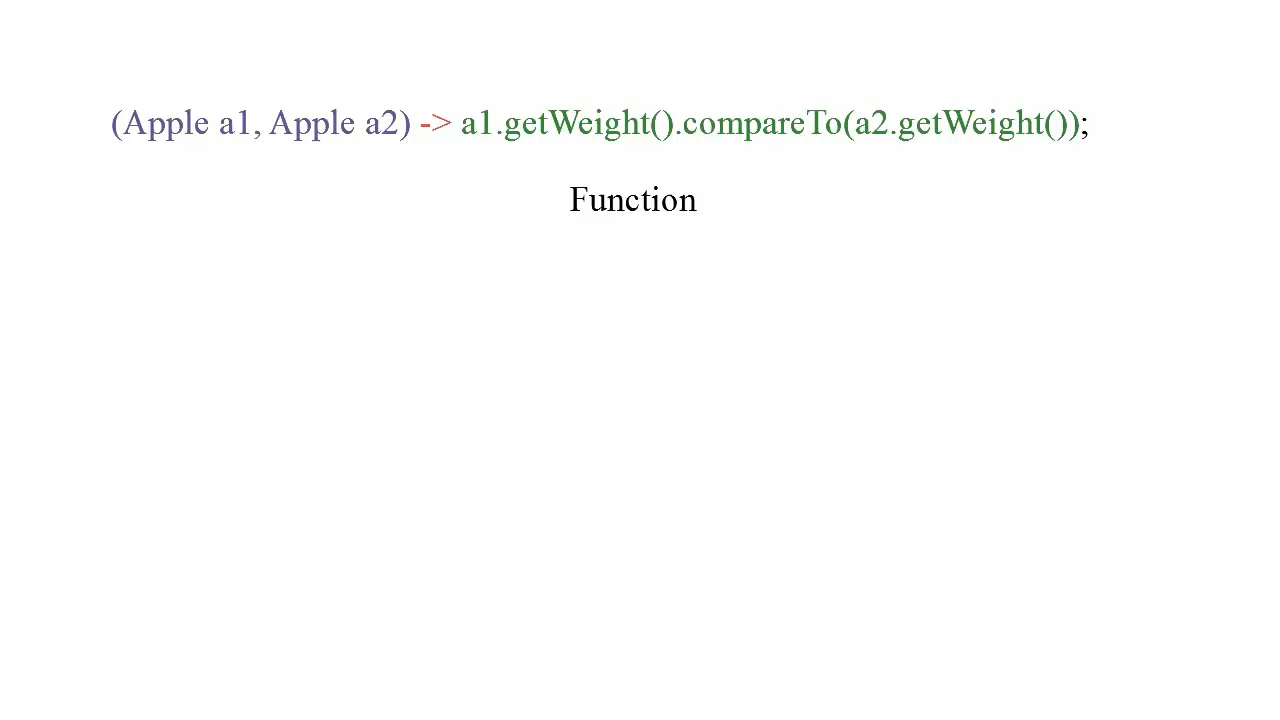 (Apple a1, Apple a2) -> a1.getWeight().compareTo(a2.getWeight());
Function